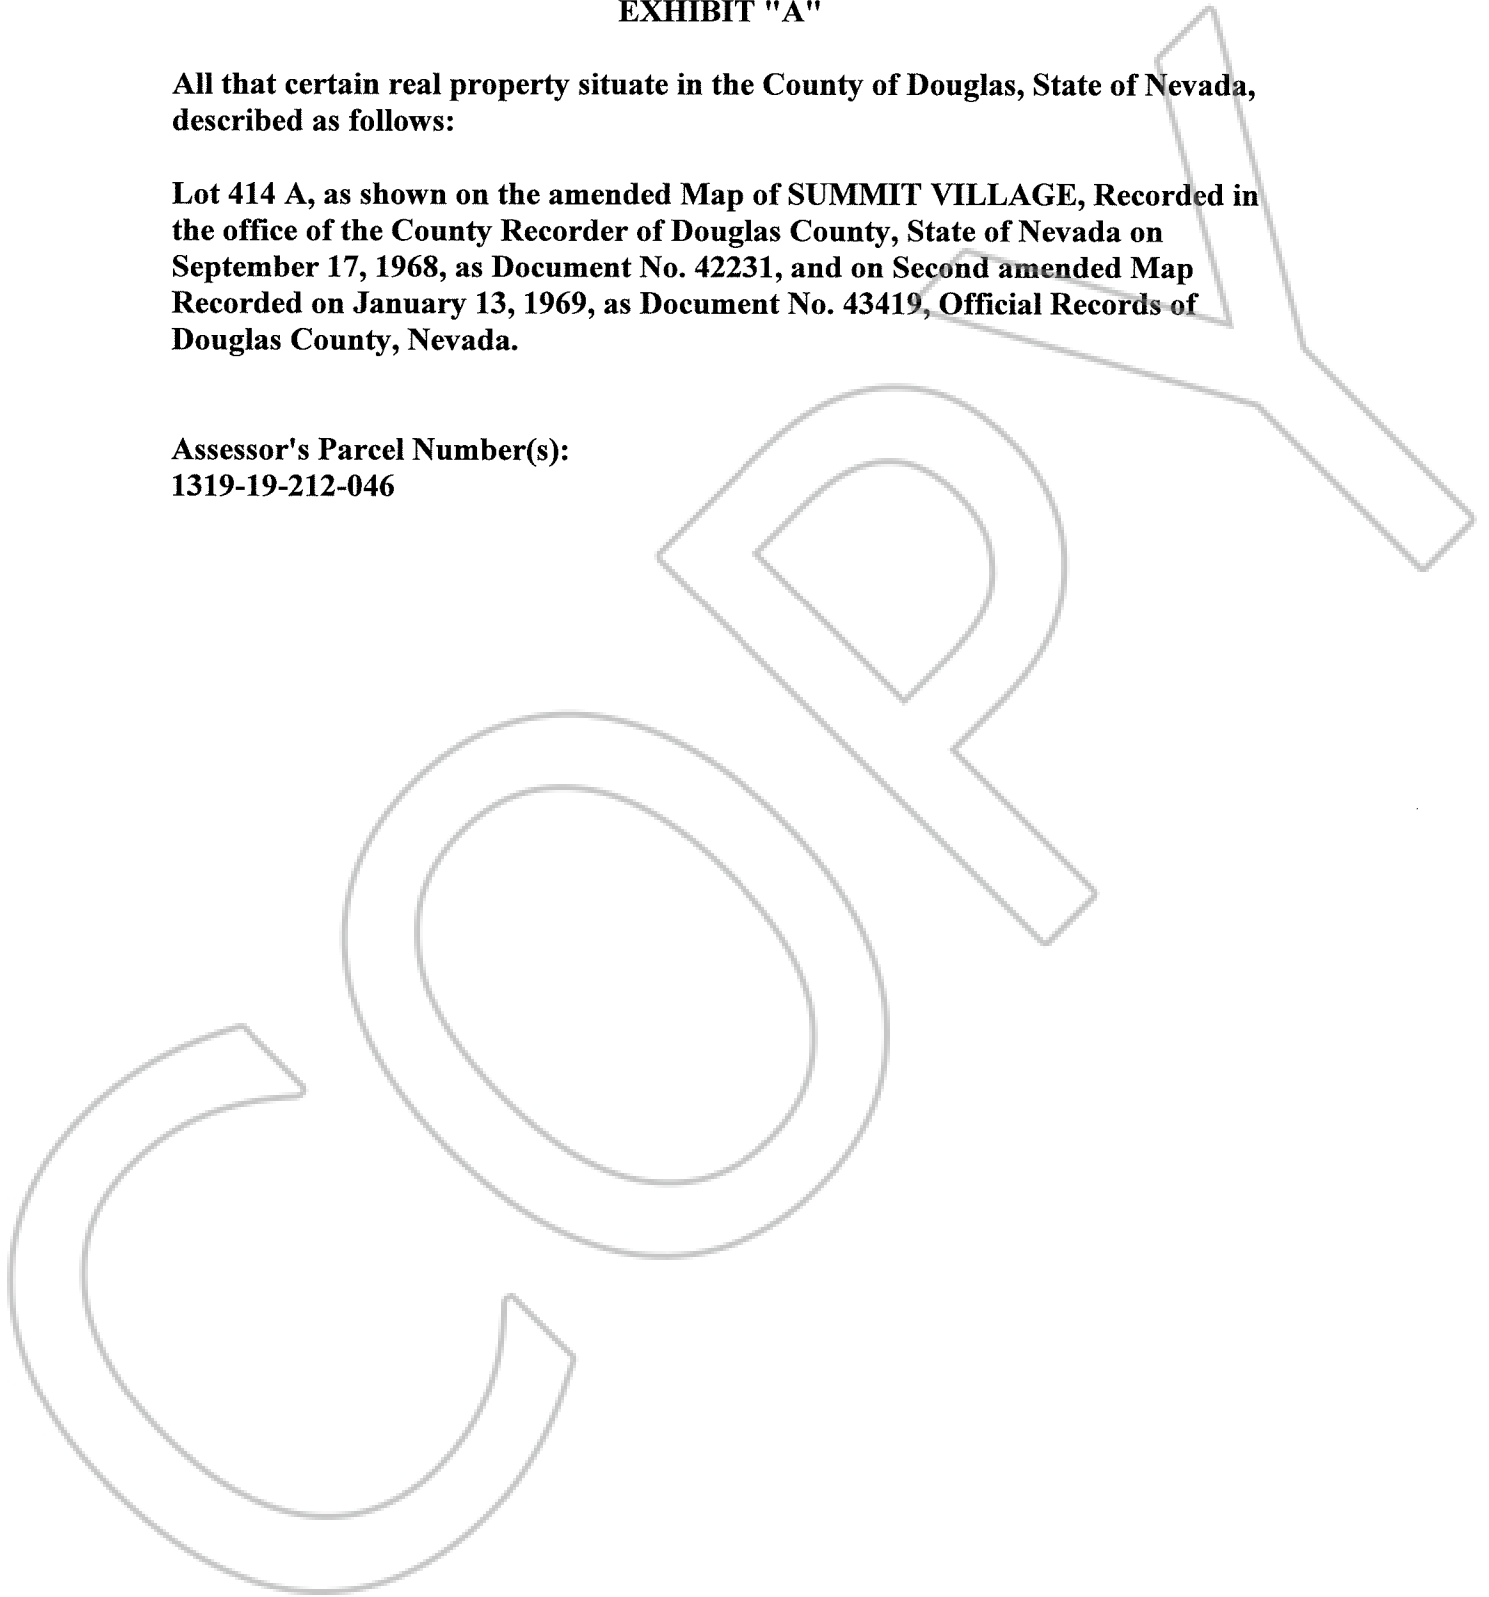 EXHIBIT "A"
All that certain real property situate in the County of Douglas, State of Nevada,
described as follows:
Lot 414 A, as shown on the amended Map of SUMMIT VILLAGE, Recorded in
the office of the County Recorder of Douglas County, State of Nevada on
September 17, 1968, as Document No. 42231, and on Second amended Map
Recorded on January 13, 1969, as Document No. 43419, Official Records of
Douglas County, Nevada.
Assessor's Parcel Number(s):
1319-19-212-046
COPY